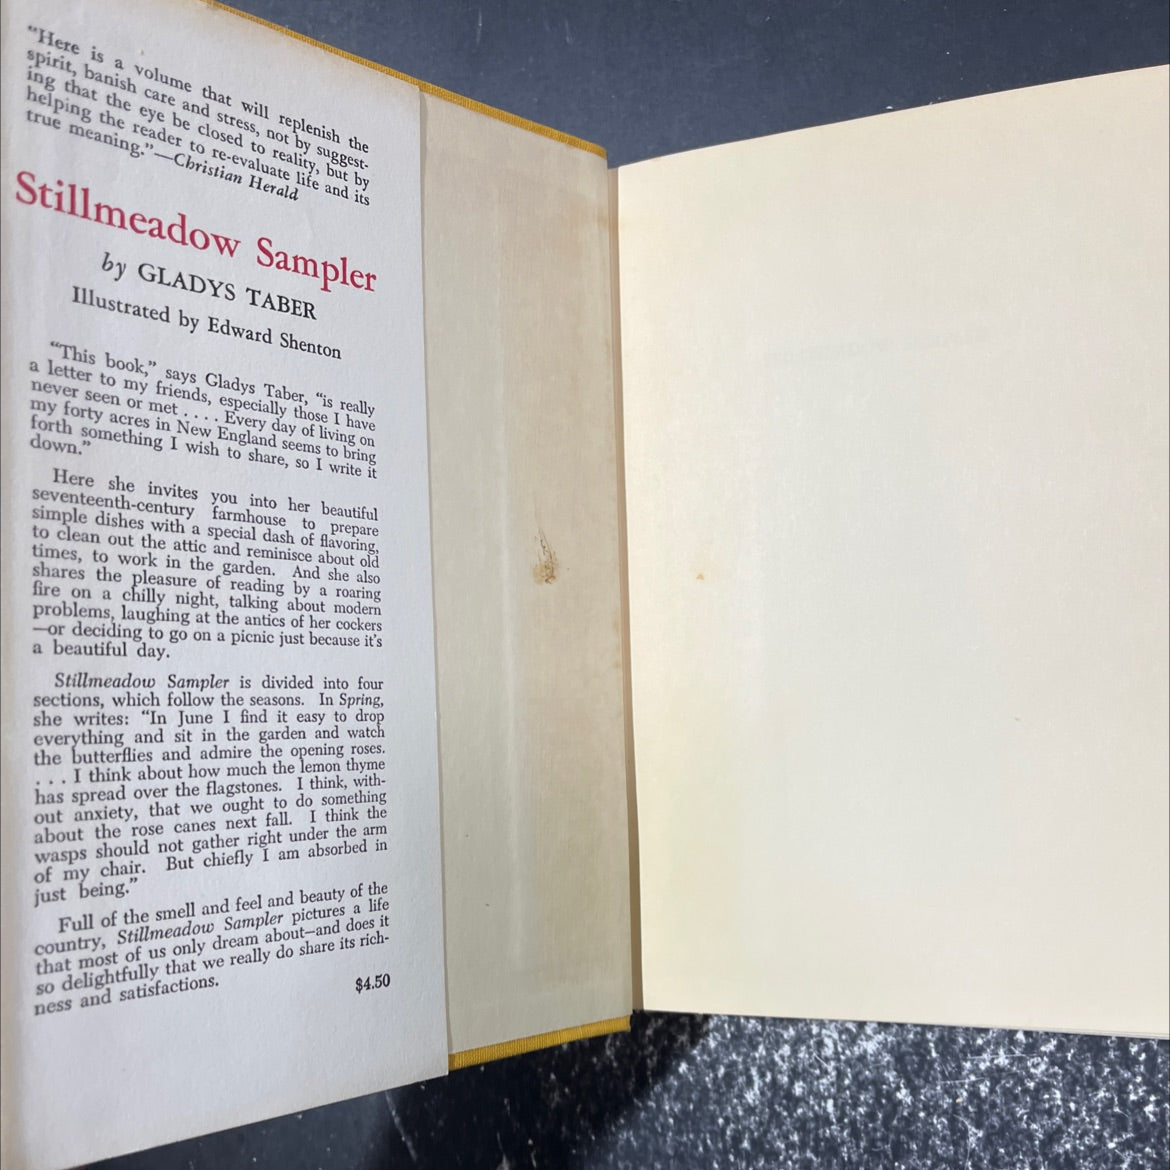 "Here is a volume that will replenish the
spirit, banish care and stress, not by suggest-
ing that the eye be closed to reality, but by
helping the reader to re-evaluate life and its
true meaning."—Christian Herald
Stillmeadow Sampler
by GLADYS TABER
Illustrated by Edward Shenton
"This book," says Gladys Taber, "is really
a letter to my friends, especially those I have
never seen or met . . . . Every day of living on
my forty acres in New England seems to bring
forth something I wish to share, so I write it
down."
Here she invites you into her beautiful
seventeenth-century farmhouse to prepare
simple dishes with a special dash of flavoring,
to clean out the attic and reminisce about old
times, to work in the garden. And she also
shares the pleasure of reading by a roaring
fire on a chilly night, talking about modern
problems, laughing at the antics of her cockers
—or deciding to go on a picnic just because it's
a beautiful day.
Stillmeadow Sampler is divided into four
sections, which follow the seasons. In Spring,
she writes: "In June I find it easy to drop
everything and sit in the garden and watch
the butterflies and admire the opening roses.
. . . I think about how much the lemon thyme
has spread over the flagstones. I think, with-
out anxiety, that we ought to do something
about the rose canes next fall. I think the
wasps should not gather right under the arm
of my chair. But chiefly I am absorbed in
just being."
Full of the smell and feel and beauty of the
country, Stillmeadow Sampler pictures a life
that most of us only dream about—and does it
so delightfully that we really do share its rich-
ness and satisfactions.
$4.50